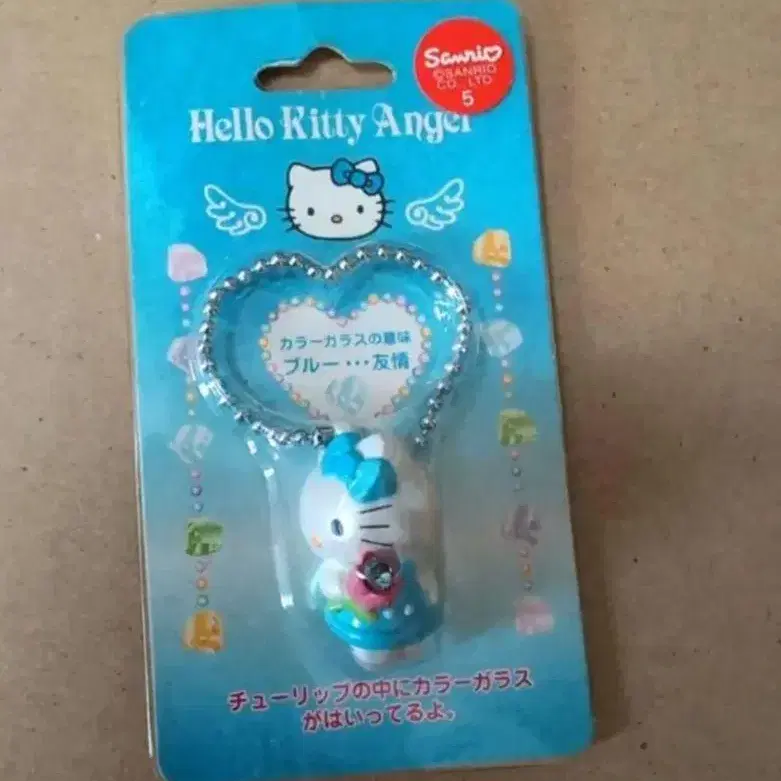 Sanrio
©SANRIO
CO., LTD
5
Hello Kitty Angel
カラーガラスの意味
ブルー…友情
チューリップの中にカラーガラス
がはいってるよ。